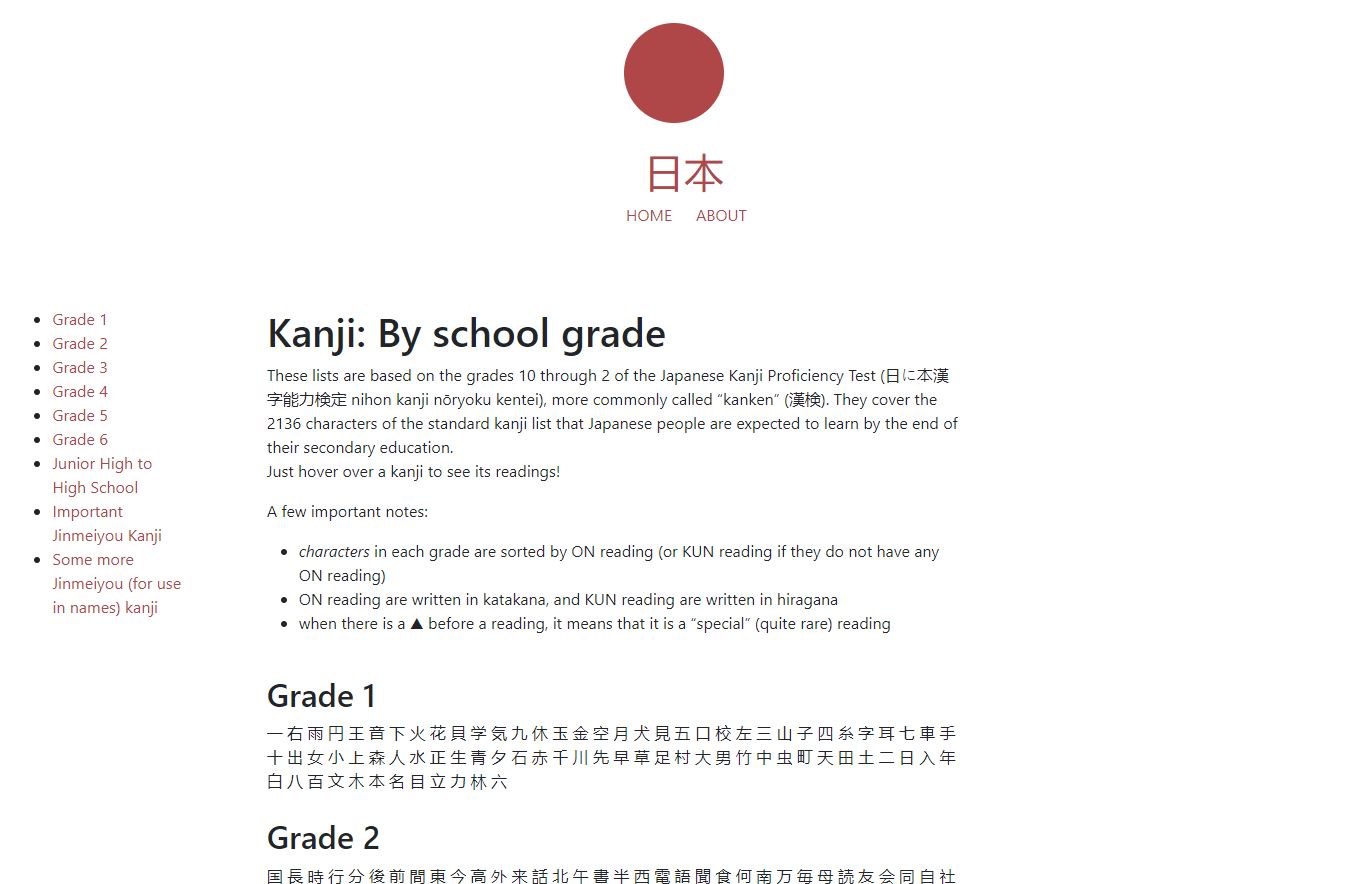 日本
HOME ABOUT
Grade 1
Grade 2
Grade 3
Grade 4
Grade 5
Grade 6
Junior High to
High School
Important
Jinmeiyou Kanji
Some more
Jinmeiyou (for use
in names) kanji
Kanji: By school grade
These lists are based on the grades 10 through 2 of the Japanese Kanji Proficiency Test (日に本漢
字能力検定 nihon kanji nōryoku kentei), more commonly called “kanken” (漢検). They cover the
2136 characters of the standard kanji list that Japanese people are expected to learn by the end of
their secondary education.
Just hover over a kanji to see its readings!
A few important notes:
characters in each grade are sorted by ON reading (or KUN reading if they do not have any
ON reading)
ON reading are written in katakana, and KUN reading are written in hiragana
when there is a ▲ before a reading, it means that it is a “special” (quite rare) reading
Grade 1
一 右 雨 円 王 音 下 火 花 貝 学 気 九 休 玉 金 空 月 犬 見 五 口 校 左 三 山 子 四 糸 字 耳 七 車 手
十 出 女 小 上 森 人 水 正 生 青 夕 石 赤 千 川 先 早 草 足 村 大 男 竹 中 虫 町 天 田 土 二 日 入 年
白 八 百 文 木 本 名 目 立 力 林 六
Grade 2
国 長 時 行 分 後 前 間 東 今 高 外 来 話 北 午 書 半 西 電 語 聞 食 何 南 万 毎 母 読 友 会 同 自 社